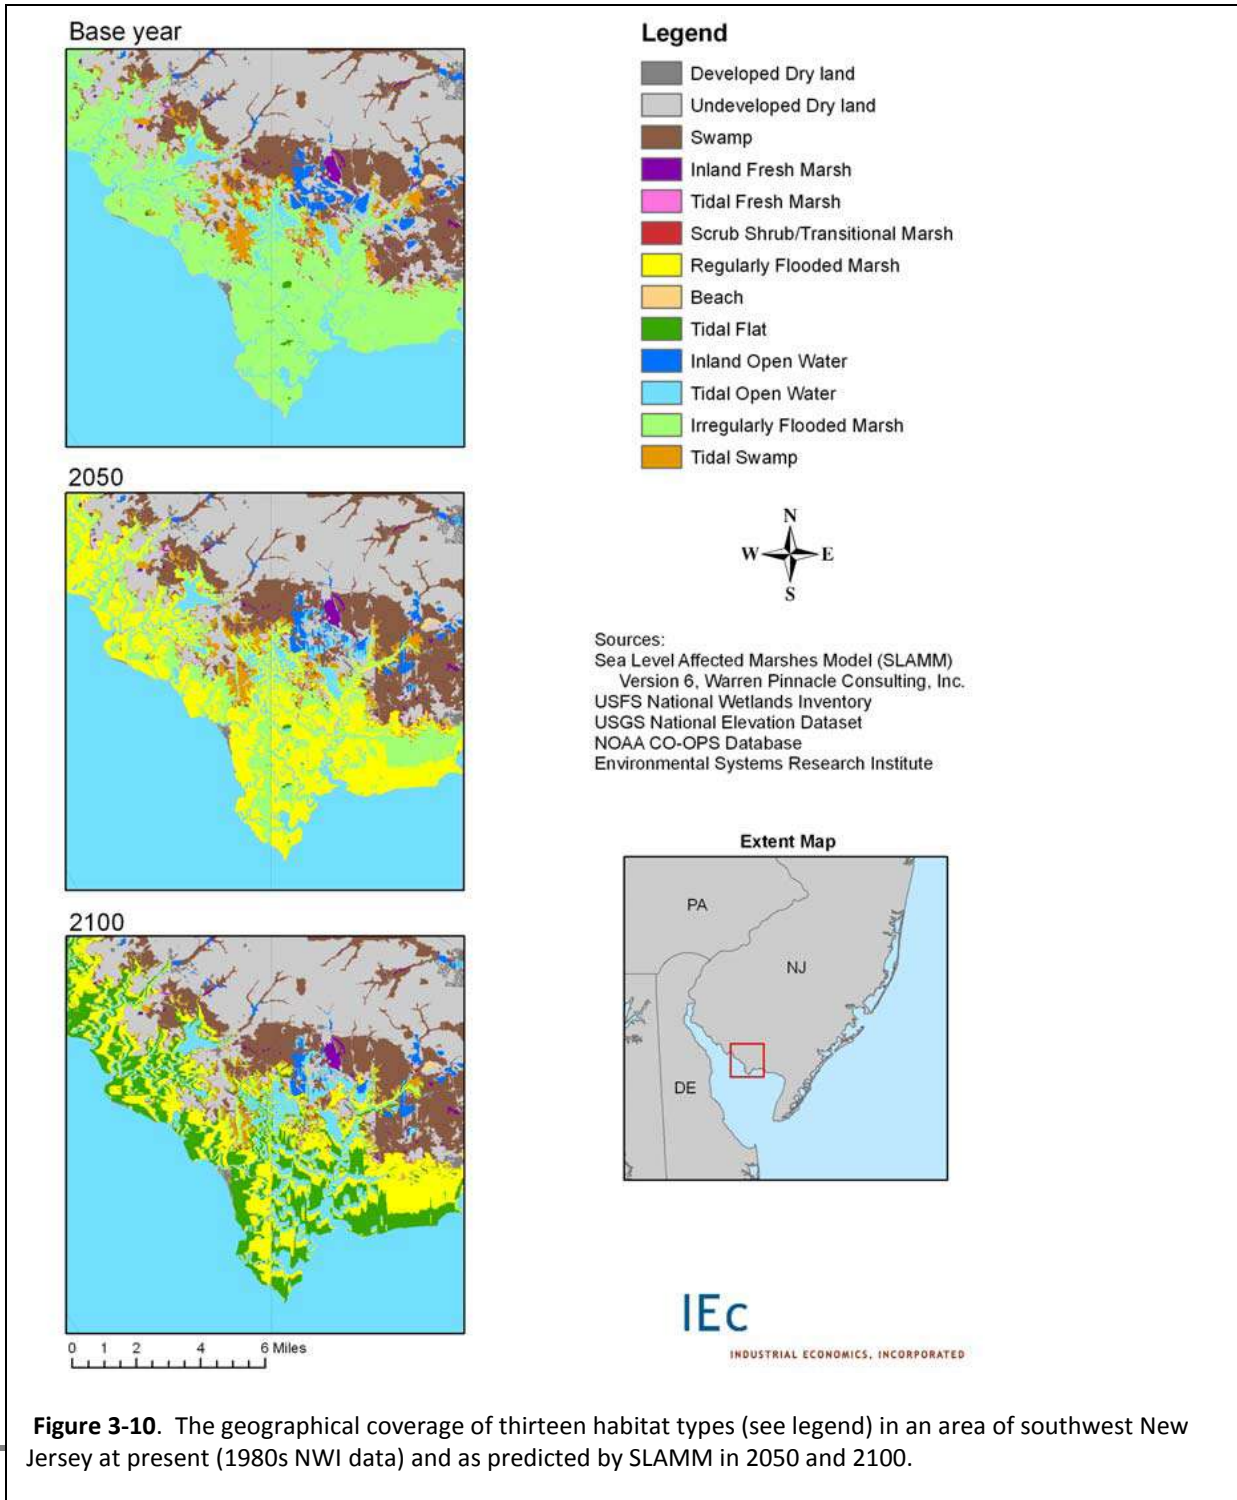 Base year
2050
2100
0 1 2 4 6 Miles
Legend
Developed Dry land
Undeveloped Dry land
Swamp
Inland Fresh Marsh
Tidal Fresh Marsh
Scrub Shrub/Transitional Marsh
Regularly Flooded Marsh
Beach
Tidal Flat
Inland Open Water
Tidal Open Water
Irregularly Flooded Marsh
Tidal Swamp
N
W E
S
Sources:
Sea Level Affected Marshes Model (SLAMM)
Version 6, Warren Pinnacle Consulting, Inc.
USFS National Wetlands Inventory
USGS National Elevation Dataset
NOAA CO-OPS Database
Environmental Systems Research Institute
Extent Map
PA
NJ
DE
IEc
INDUSTRIAL ECONOMICS, INCORPORATED
Figure 3-10. The geographical coverage of thirteen habitat types (see legend) in an area of southwest New
Jersey at present (1980s NWI data) and as predicted by SLAMM in 2050 and 2100.